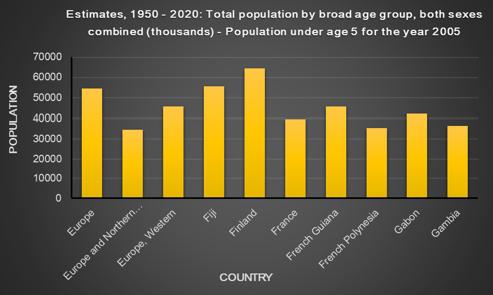 Estimates, 1950 - 2020: Total population by broad age group, both sexes
combined (thousands) - Population under age 5 for the year 2005
POPULATION
70000
60000
50000
40000
30000
20000
10000
0
Europe
Europe and Northern...
Europe, Western
Fiji
Finland
France
French Guiana
French Polynesia
Gabon
Gambia
COUNTRY